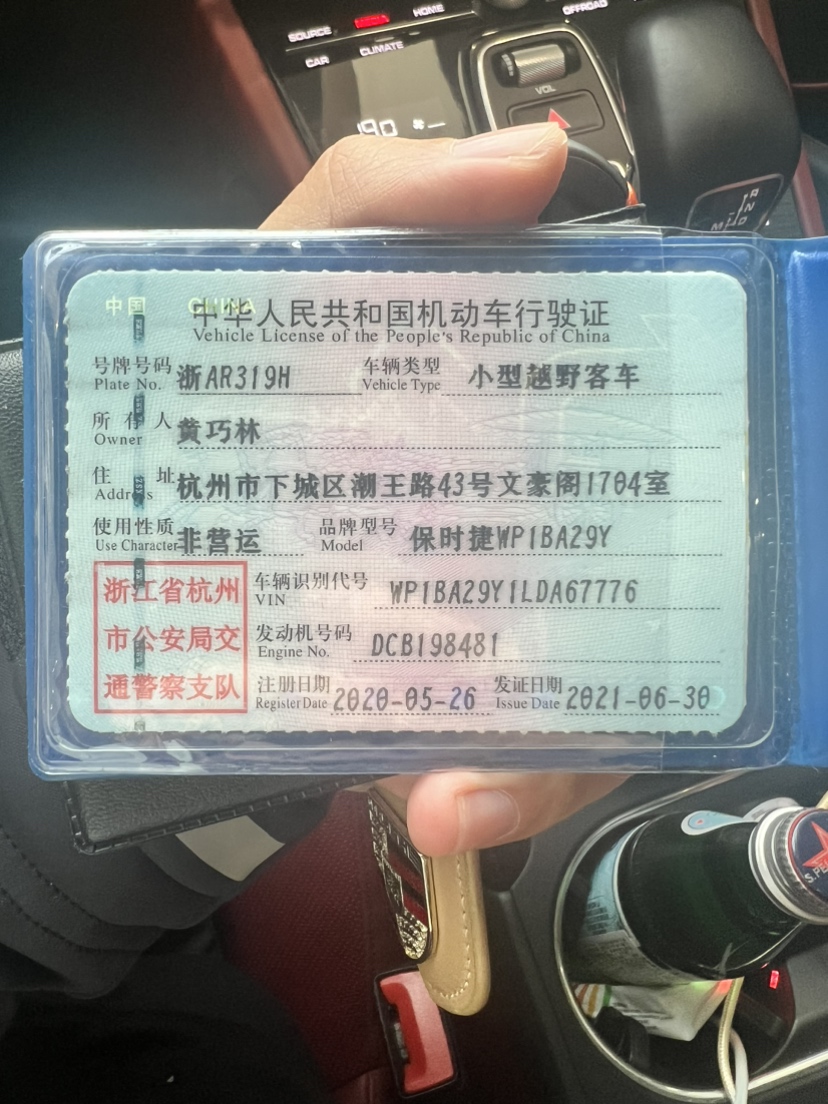 SOURCE
HOME
OFFROAD
CAR
CLIMATE
VOL
R
N
D
M
中国 CHINA
中华人民共和国机动车行驶证
Vehicle License of the People's Republic of China
号牌号码 浙AR319H 车辆类型 小型越野客车
Plate No. Vehicle Type
所有人 黄巧林
Owner
住址 杭州市下城区潮王路43号文豪阁1704室
Address
使用性质 非营运 品牌型号 保时捷WP1BA29Y
Use Character Model
浙江省杭州
市公安局交
通警察支队
车辆识别代号 WP1BA29Y1LDA67776
VIN
发动机号码 DCB198481
Engine No.
注册日期 2020-05-26 发证日期 2021-06-30
Register Date Issue Date